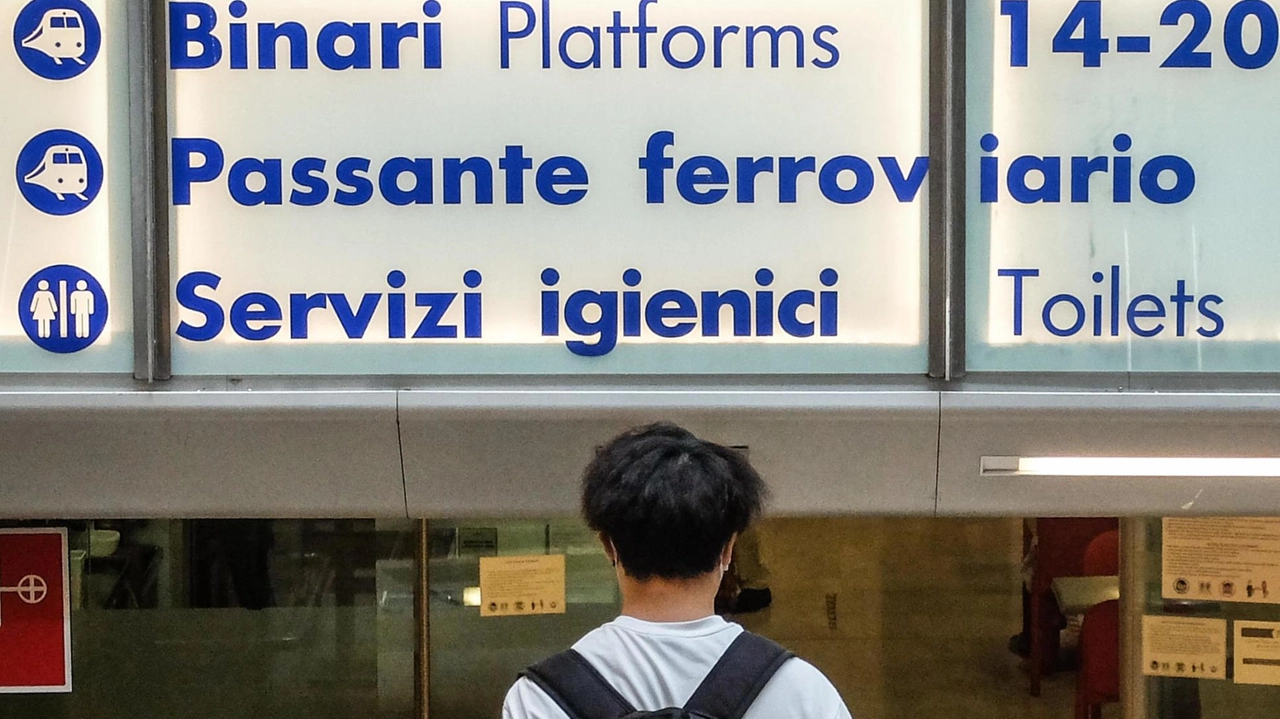 Binari Platforms 14-20
Passante ferroviario
Servizi igienici Toilets